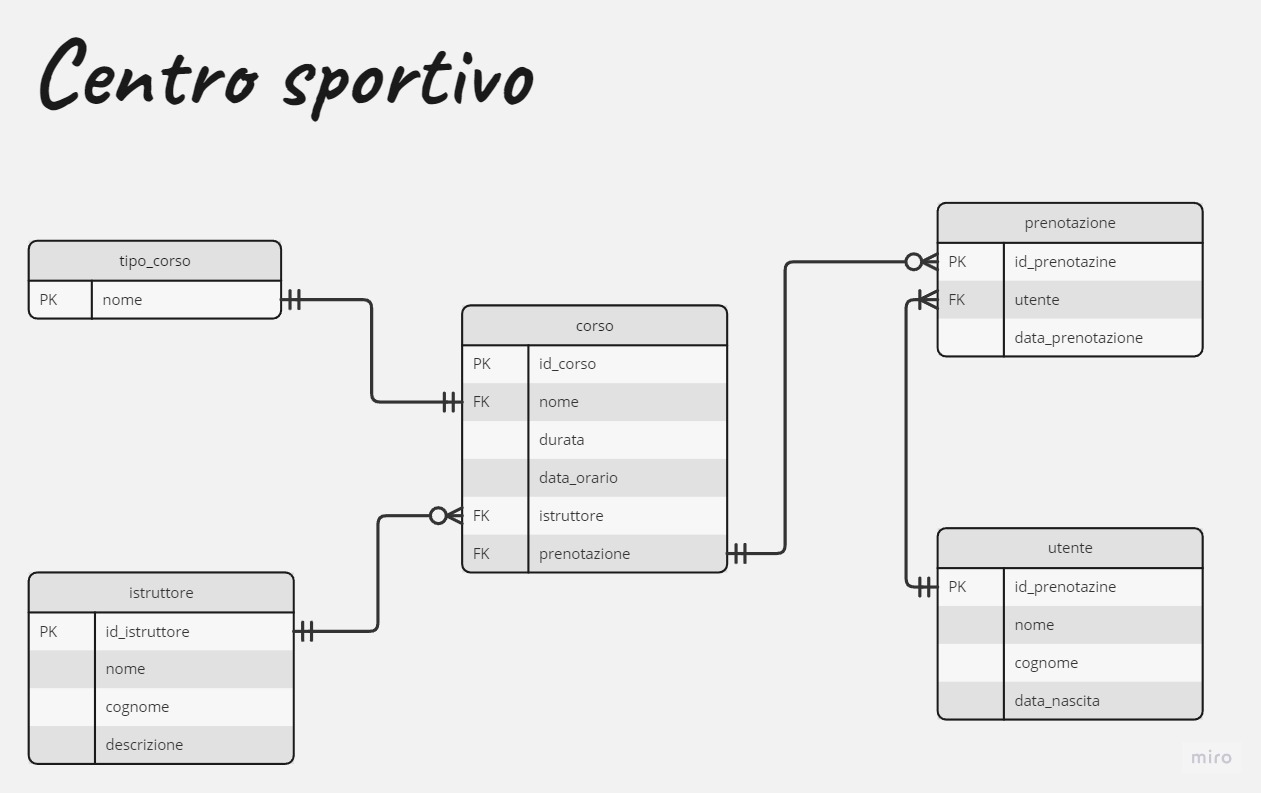 Centro sportivo
tipo_corso
PK nome
corso
PK id_corso
FK nome
durata
data_orario
FK istruttore
FK prenotazione
istruttore
PK id_istruttore
nome
cognome
descrizione
prenotazione
PK id_prenotazine
FK utente
data_prenotazione
utente
PK id_prenotazine
nome
cognome
data_nascita
miro